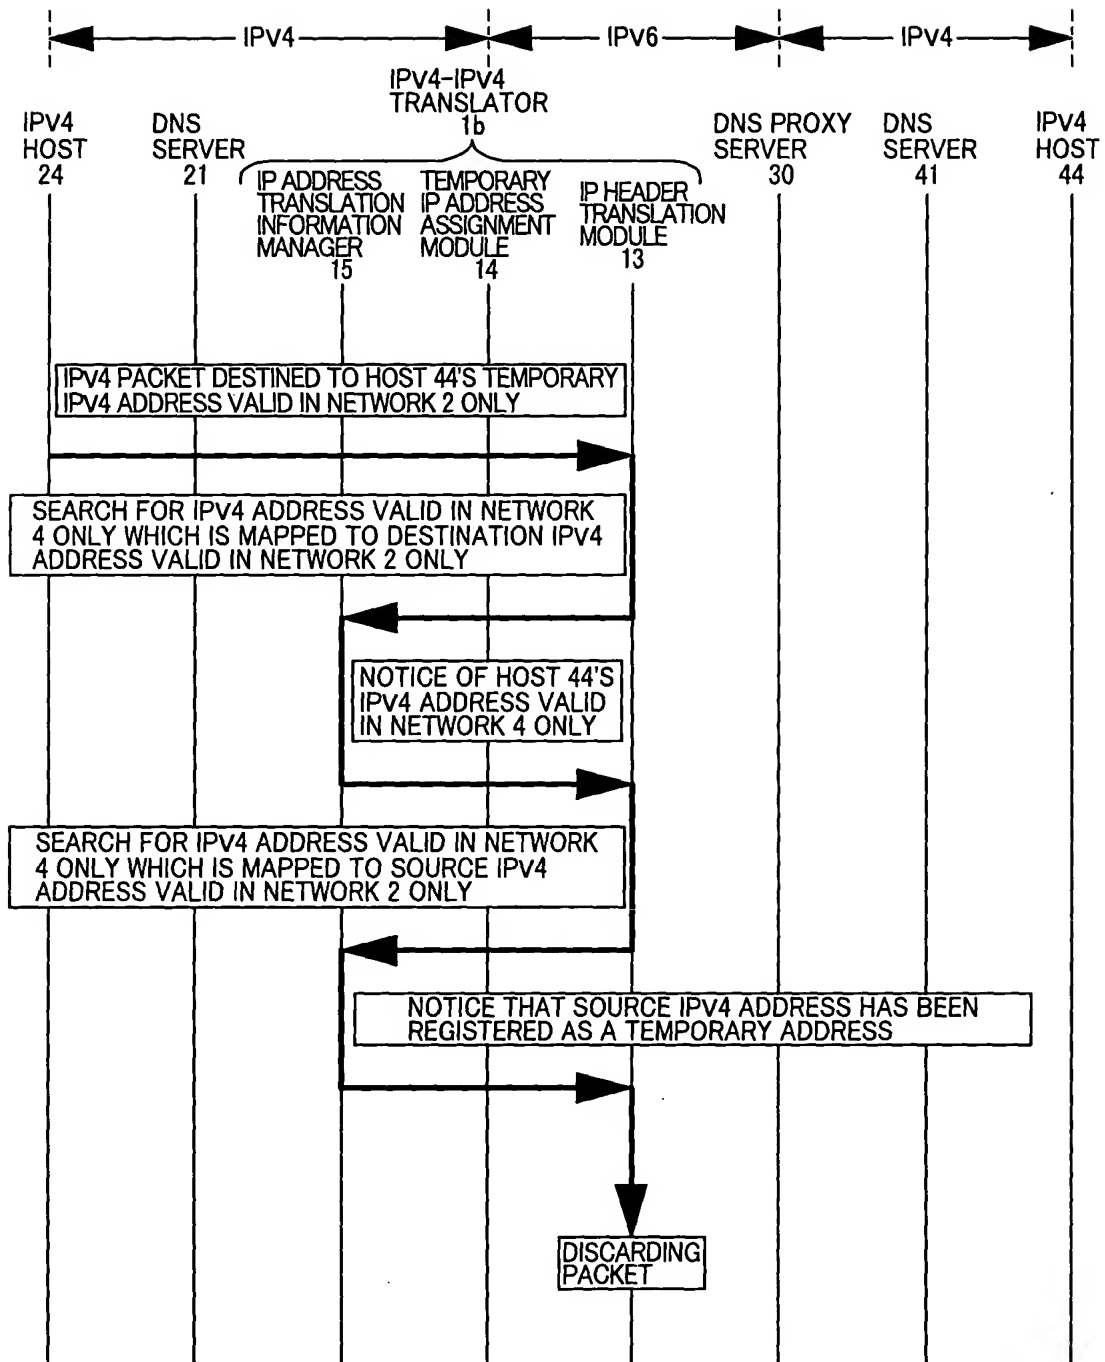 IPV4
IPV6
IPV4
IPV4-IPV4
TRANSLATOR
1b
IPV4
HOST
24
DNS
SERVER
21
IP ADDRESS
TRANSLATION
INFORMATION
MANAGER
15
TEMPORARY
IP ADDRESS
ASSIGNMENT
MODULE
14
IP HEADER
TRANSLATION
MODULE
13
DNS PROXY
SERVER
30
DNS
SERVER
41
IPV4
HOST
44
IPV4 PACKET DESTINED TO HOST 44'S TEMPORARY
IPV4 ADDRESS VALID IN NETWORK 2 ONLY
SEARCH FOR IPV4 ADDRESS VALID IN NETWORK
4 ONLY WHICH IS MAPPED TO DESTINATION IPV4
ADDRESS VALID IN NETWORK 2 ONLY
NOTICE OF HOST 44'S
IPV4 ADDRESS VALID
IN NETWORK 4 ONLY
SEARCH FOR IPV4 ADDRESS VALID IN NETWORK
4 ONLY WHICH IS MAPPED TO SOURCE IPV4
ADDRESS VALID IN NETWORK 2 ONLY
NOTICE THAT SOURCE IPV4 ADDRESS HAS BEEN
REGISTERED AS A TEMPORARY ADDRESS
DISCARDING
PACKET